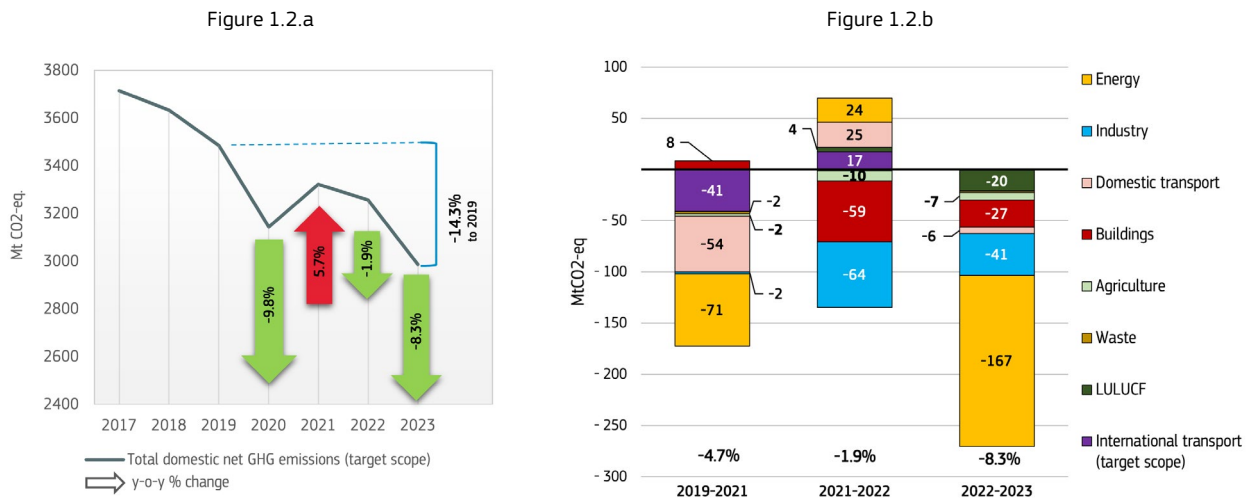 Figure 1.2.a
Mt CO2-eq.
3800
3600
3400
3200
3000
2800
2600
2400
-9.8%
5.7%
-1.9%
-8.3%
-14.3%
to 2019
2017 2018 2019 2020 2021 2022 2023
Total domestic net GHG emissions (target scope)
y-o-y % change
Figure 1.2.b
MtCO2-eq
100
50
0
- 50
- 100
- 150
- 200
- 250
- 300
8
-41
-2
-2
-54
-2
-71
24
25
4
17
-10
-59
-64
-20
-7
-27
-6
-41
-167
-4.7% -1.9% -8.3%
2019-2021 2021-2022 2022-2023
Energy
Industry
Domestic transport
Buildings
Agriculture
Waste
LULUCF
International transport
(target scope)